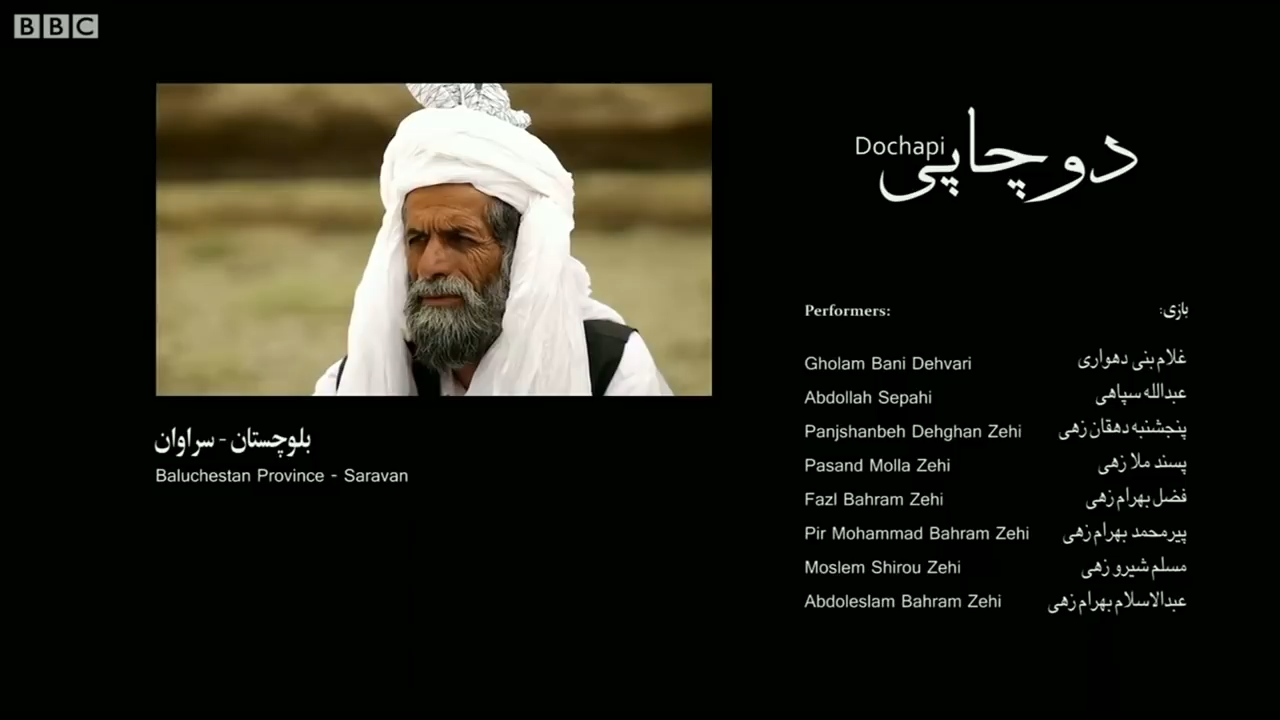 BBC
دو چاپی
Dochapi
Performers:
بازی:
Gholam Bani Dehvari
غلام بنی دهواری
Abdollah Sepahi
عبدالله سپاهی
Panjshanbeh Dehghan Zehi
پنجشنبه دهقان زهی
Pasand Molla Zehi
پسند ملا زهی
Fazl Bahram Zehi
فضل بهرام زهی
Pir Mohammad Bahram Zehi
پیرمحمد بهرام زهی
Moslem Shirou Zehi
مسلم شیرو زهی
Abdoleslam Bahram Zehi
عبدالاسلام بهرام زهی
بلوچستان - سراوان
Baluchestan Province - Saravan